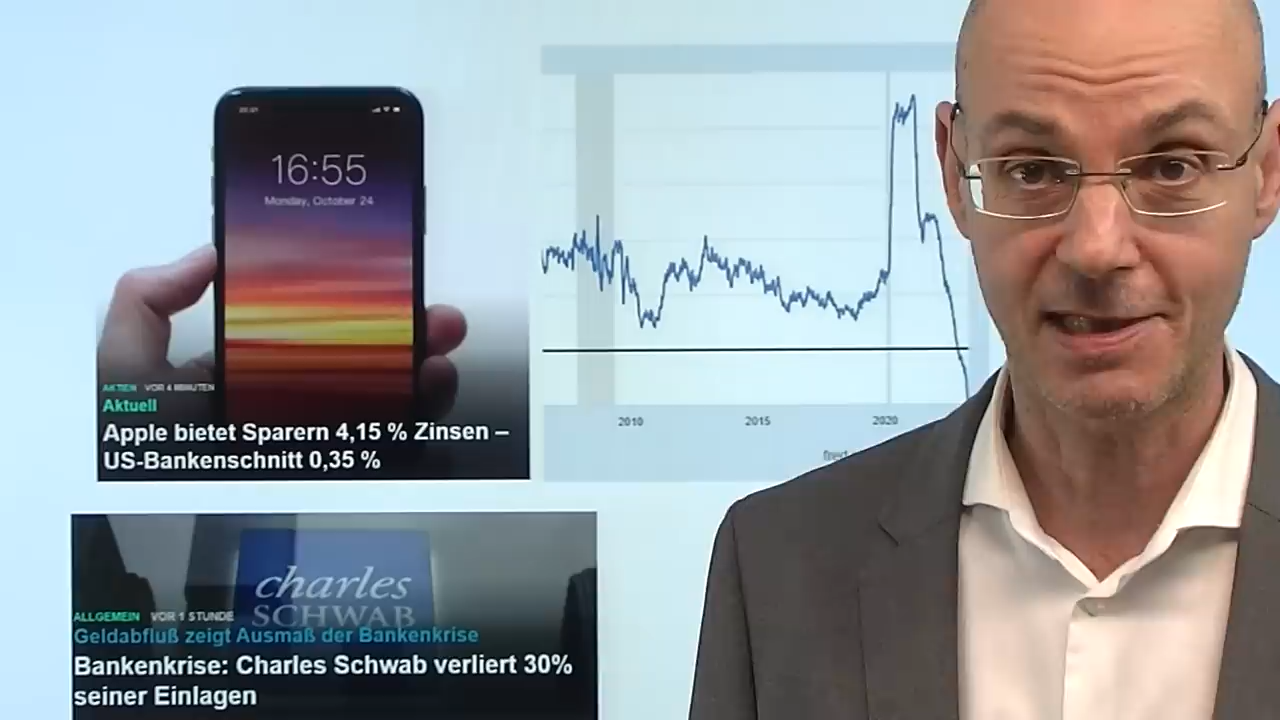 16:55
Monday, October 24
AKTIEN VOR 4 MINUTEN
Aktuell
Apple bietet Sparern 4,15 % Zinsen –
US-Bankenschnitt 0,35 %
2010 2015 2020
charles
SCHWAB
ALLGEMEIN VOR 1 STUNDE
Geldabfluß zeigt Ausmaß der Bankenkrise
Bankenkrise: Charles Schwab verliert 30%
seiner Einlagen